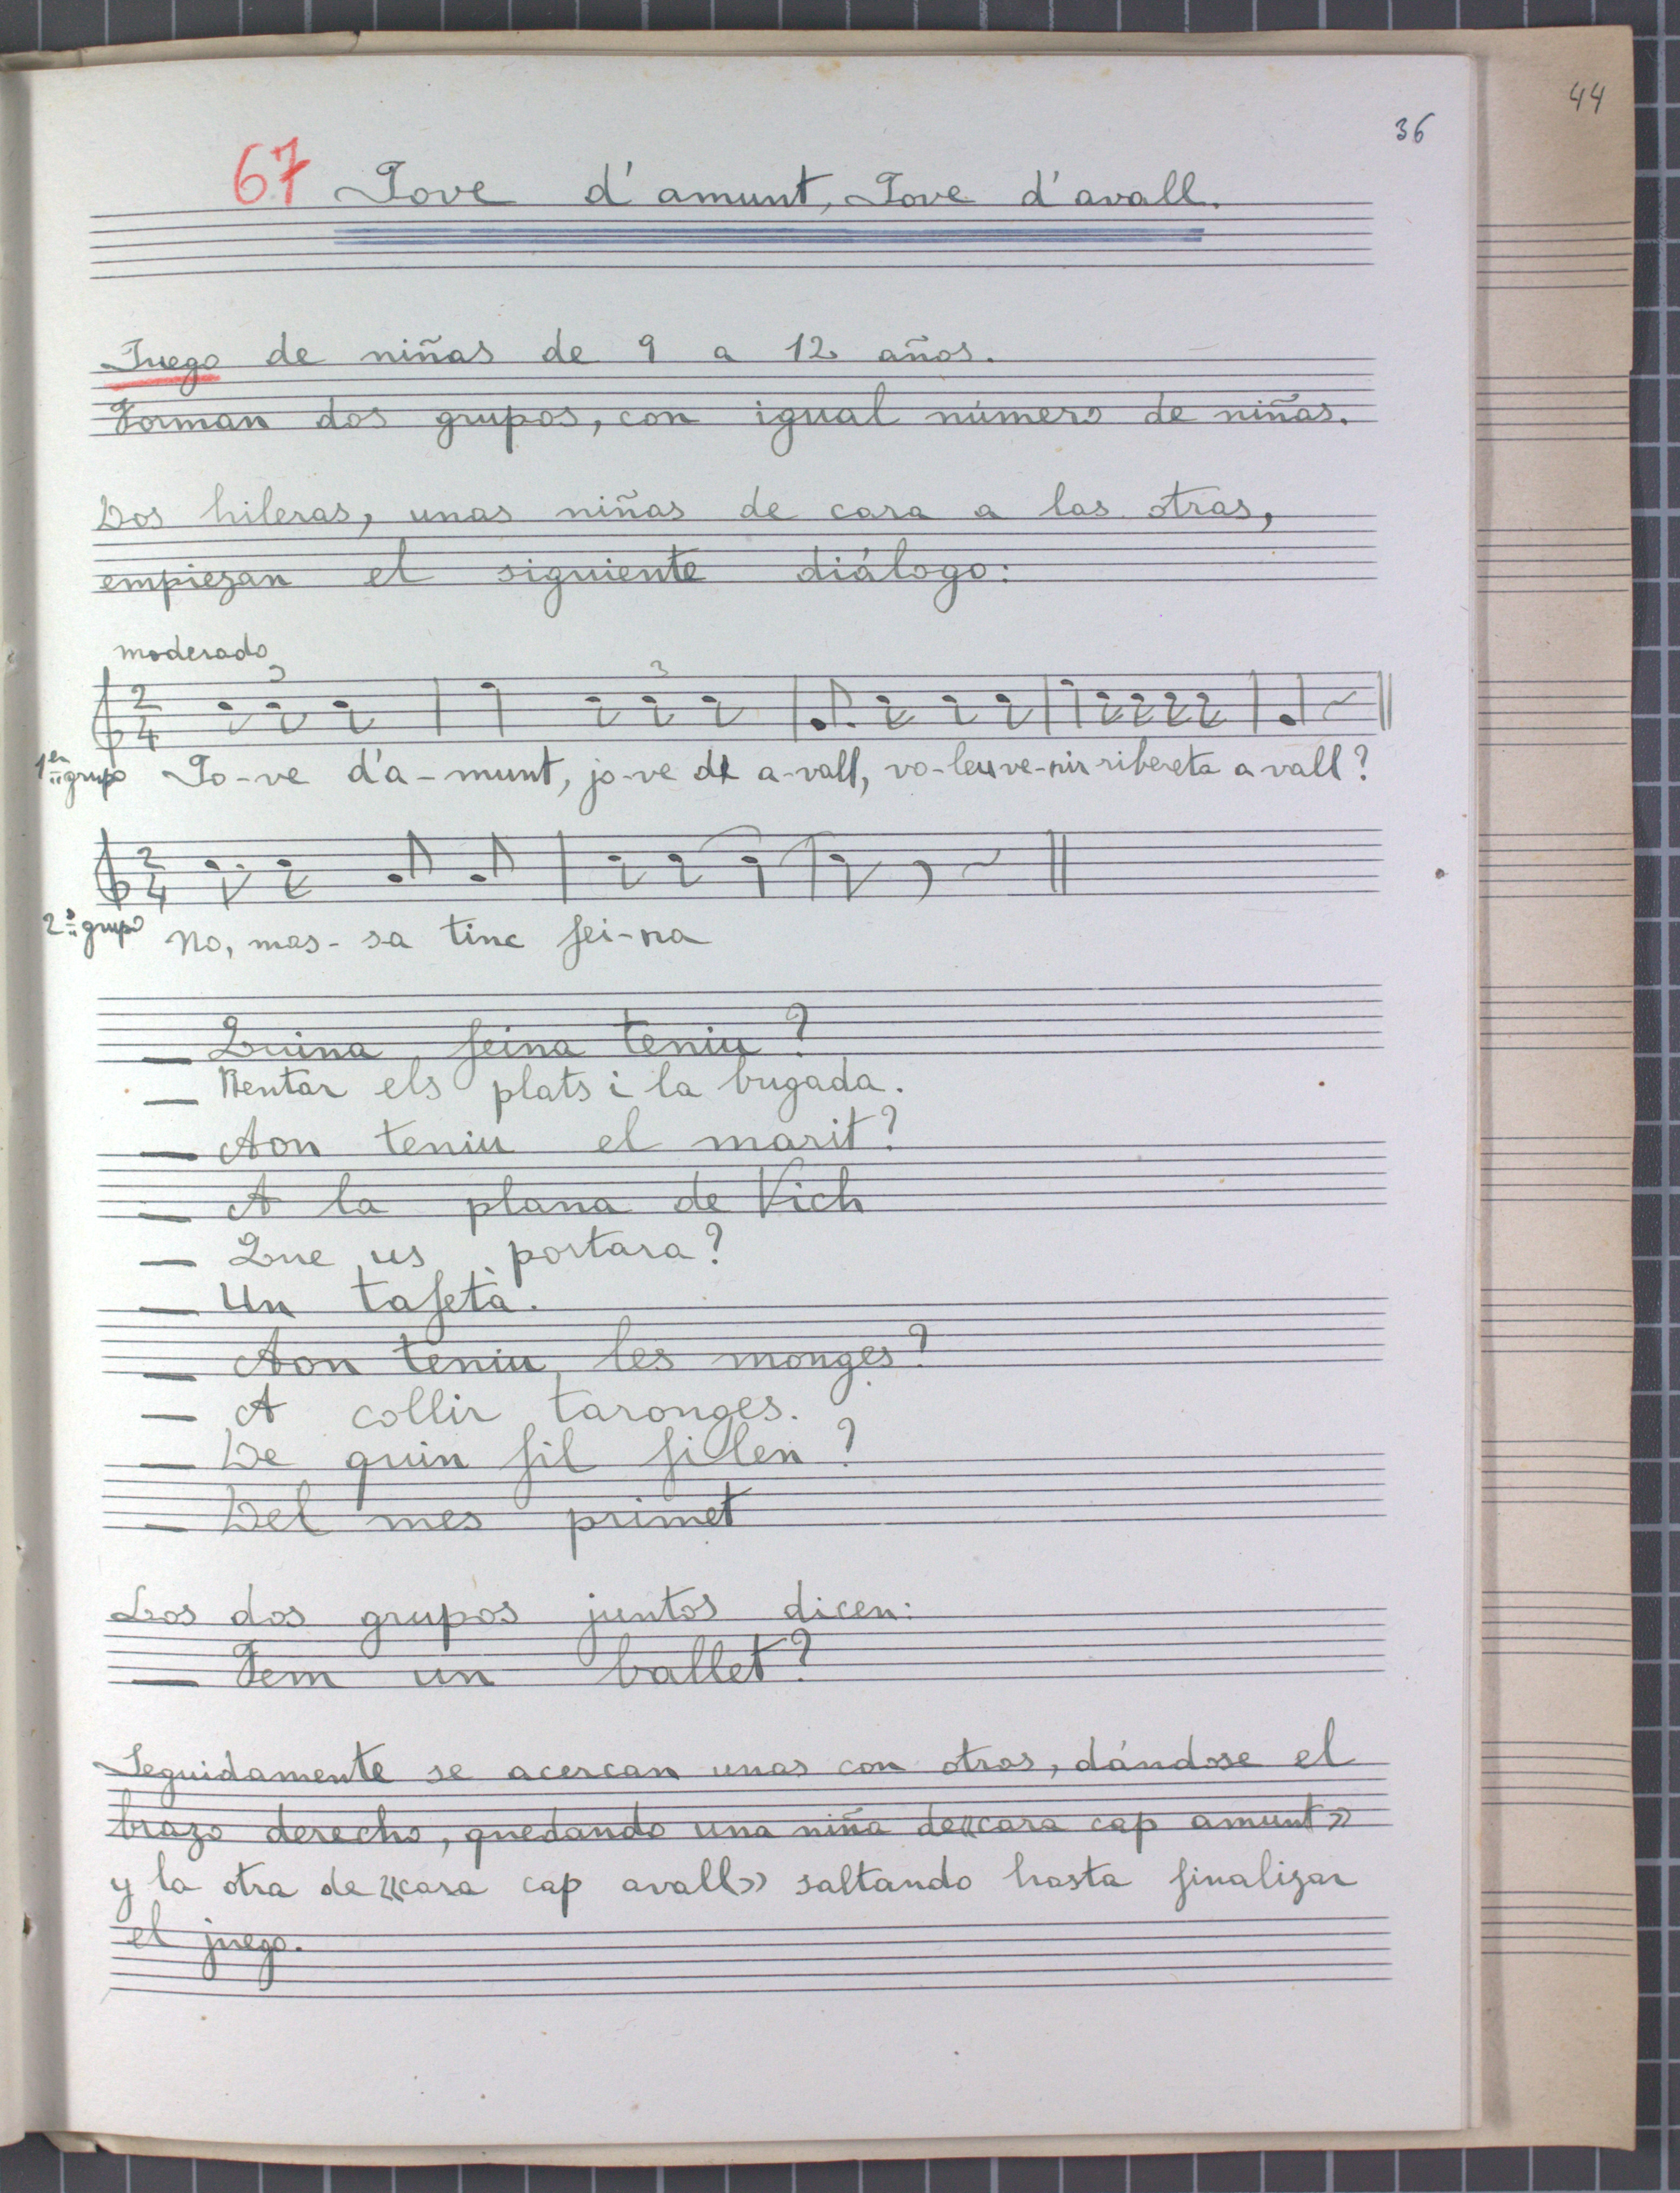 44
36
67 Jove d'amunt, Jove d'avall.
Juego de niñas de 9 a 12 años.
Forman dos grupos, con igual número de niñas.
Dos hileras, unas niñas de cara a las otras,
empiezan el siguiente diálogo:
moderado
3 3
2/4
1er grupo Jo-ve d'a-munt, jo-ve de a-vall, vo-leu ve-nir ribereta a vall?
2/4
2º grupo No, mas-sa tinc fei-na
— Quina feina teniu?
— Rentar els plats i la bugada.
— Aon teniu el marit?
— A la plana de Vich
— Que us portara?
— Un tafetà.
— Aon teniu les monges?
— A collir taronges.
— De quin fil filen?
— Del mes primet
Los dos grupos juntos dicen:
— Fem un ballet?
Seguidamente se acercan unas con otras, dándose el
brazo derecho, quedando una niña de «cara cap amunt»
y la otra de «cara cap avall» saltando hasta finalizar
el juego.